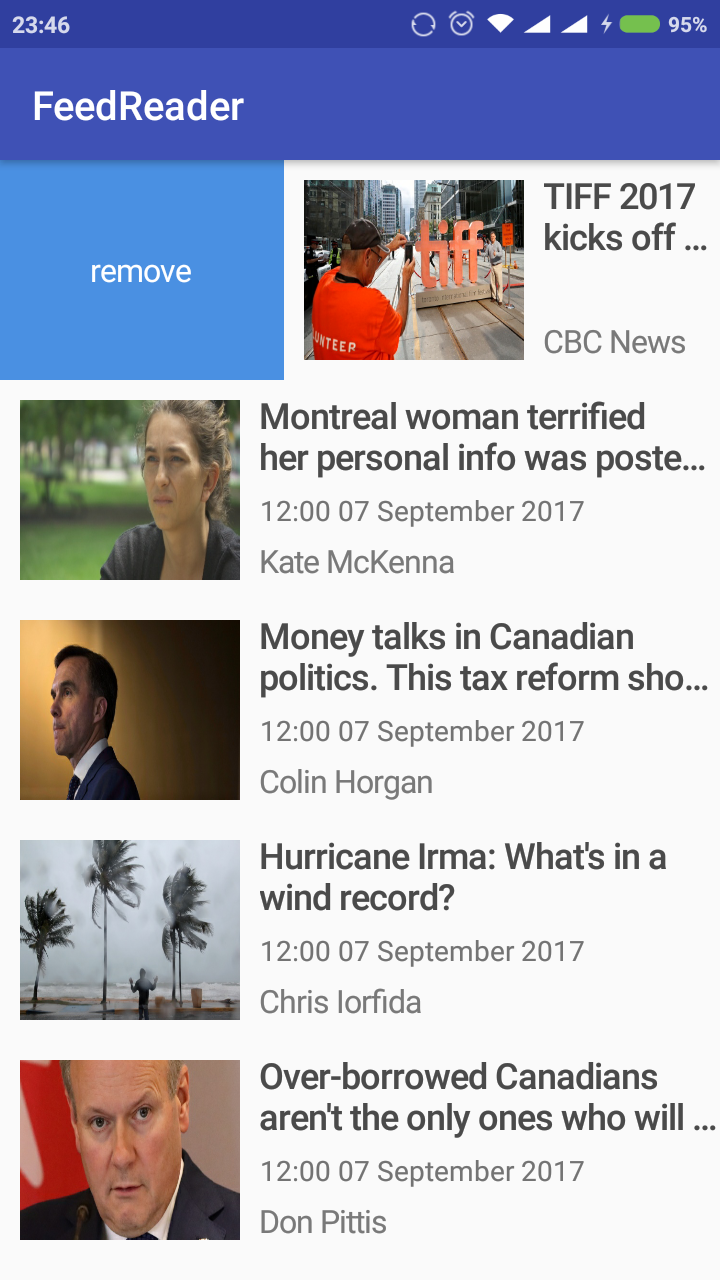 23:46
95%
FeedReader
remove
tiff
UNTEER
TIFF 2017
kicks off ...
CBC News
Montreal woman terrified
her personal info was poste...
12:00 07 September 2017
Kate McKenna
Money talks in Canadian
politics. This tax reform sho...
12:00 07 September 2017
Colin Horgan
Hurricane Irma: What's in a
wind record?
12:00 07 September 2017
Chris Iorfida
Over-borrowed Canadians
aren't the only ones who will ...
12:00 07 September 2017
Don Pittis